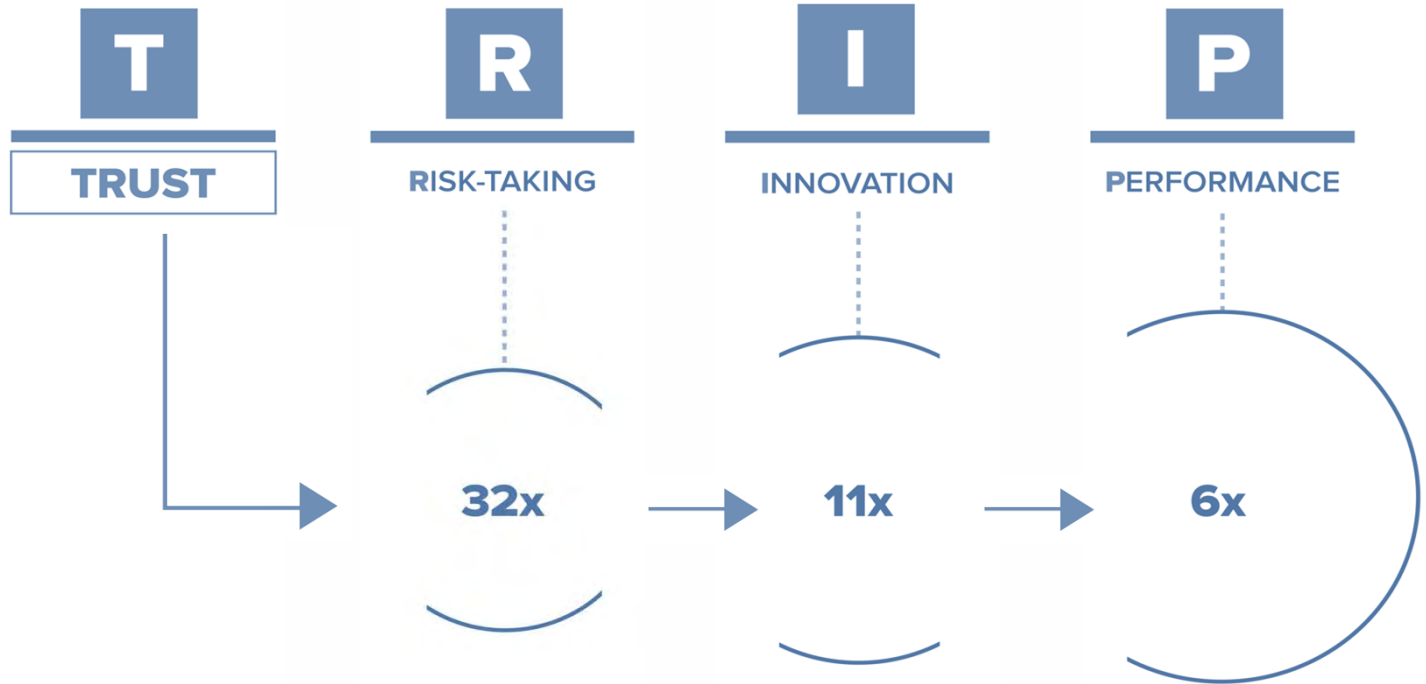 T
R
I
P
TRUST
RISK-TAKING
INNOVATION
PERFORMANCE
32x
11x
6x